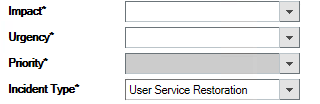 Impact*
Urgency*
Priority*
Incident Type* User Service Restoration